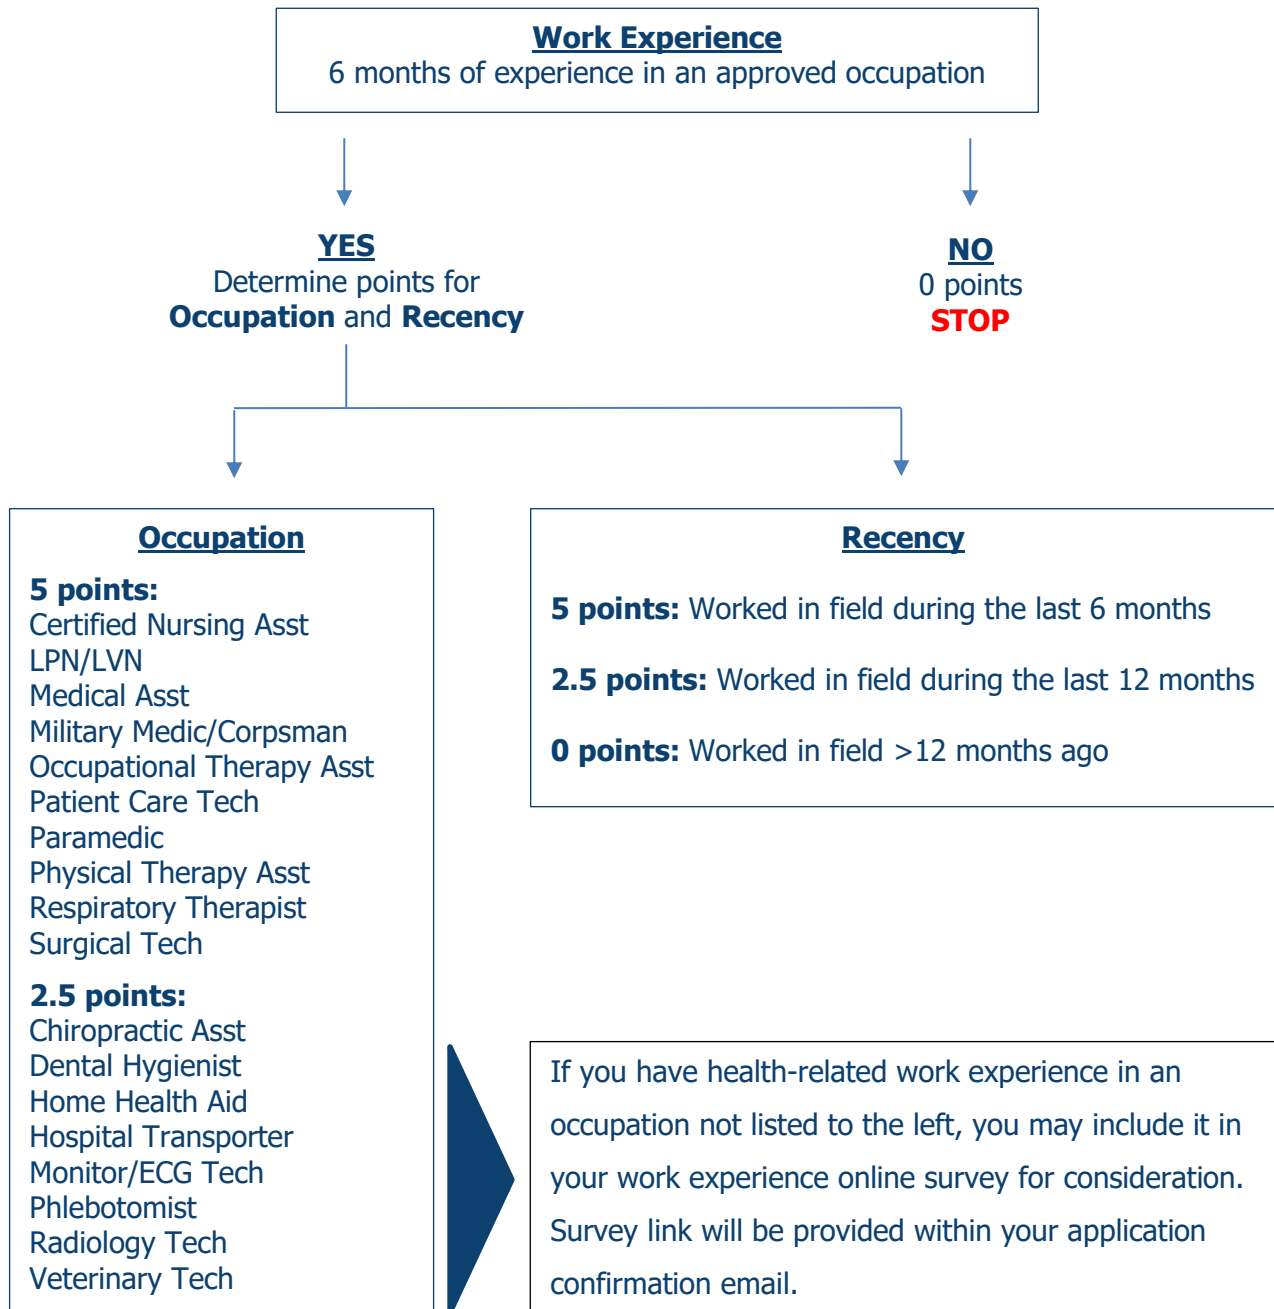 Work Experience
6 months of experience in an approved occupation
YES
Determine points for
Occupation and Recency
NO
0 points
STOP
Occupation
5 points:
Certified Nursing Asst
LPN/LVN
Medical Asst
Military Medic/Corpsman
Occupational Therapy Asst
Patient Care Tech
Paramedic
Physical Therapy Asst
Respiratory Therapist
Surgical Tech
2.5 points:
Chiropractic Asst
Dental Hygienist
Home Health Aid
Hospital Transporter
Monitor/ECG Tech
Phlebotomist
Radiology Tech
Veterinary Tech
Recency
5 points: Worked in field during the last 6 months
2.5 points: Worked in field during the last 12 months
0 points: Worked in field >12 months ago
If you have health-related work experience in an
occupation not listed to the left, you may include it in
your work experience online survey for consideration.
Survey link will be provided within your application
confirmation email.